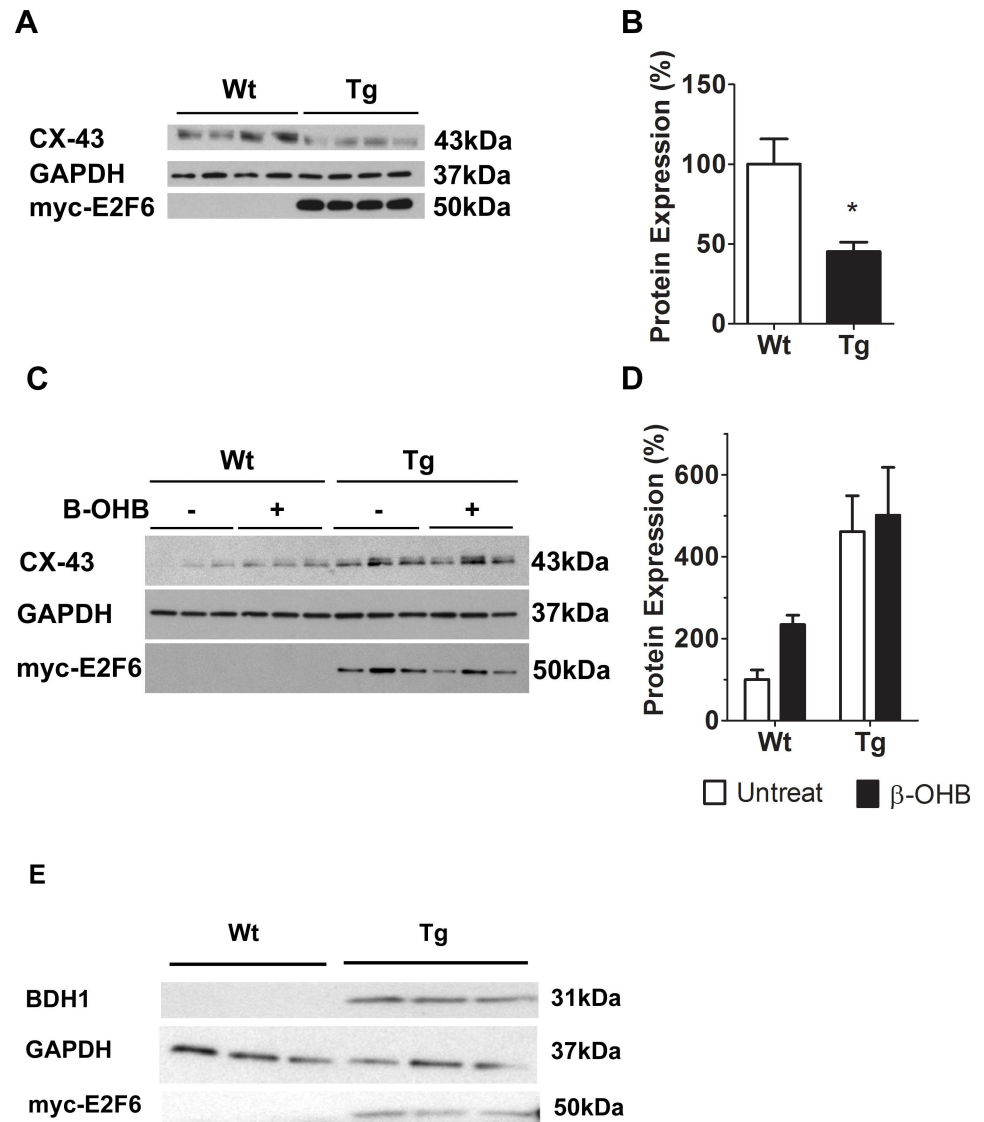 A
Wt Tg
CX-43 43kDa
GAPDH 37kDa
myc-E2F6 50kDa
B
Protein Expression (%)
150
100
*
50
0
Wt Tg
C
Wt Tg
B-OHB - + - +
CX-43 43kDa
GAPDH 37kDa
myc-E2F6 50kDa
D
Protein Expression (%)
600
400
200
0
Wt Tg
Untreat β-OHB
E
Wt Tg
BDH1 31kDa
GAPDH 37kDa
myc-E2F6 50kDa